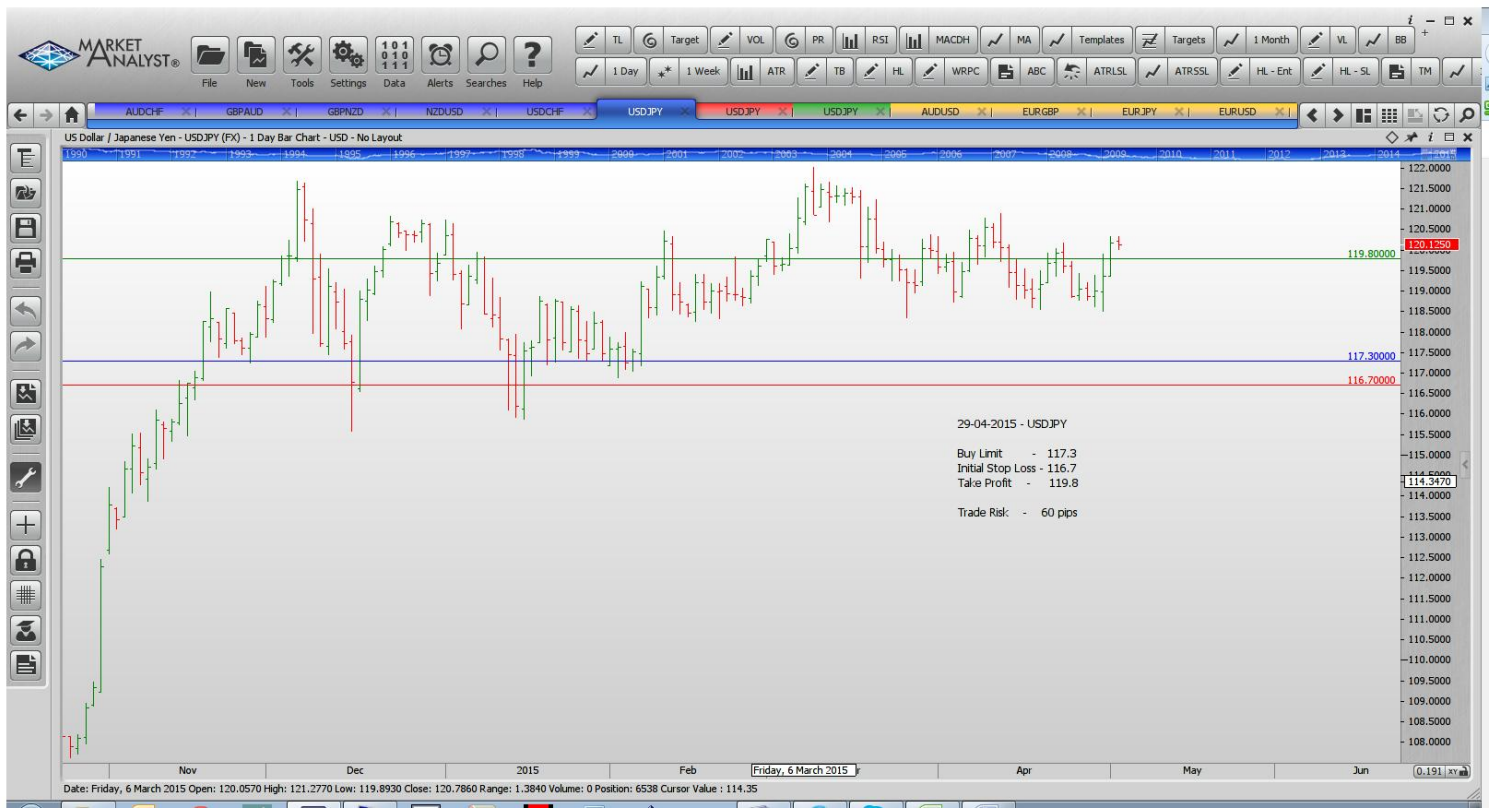 MARKET
ANALYST®
File New Tools Settings Data Alerts Searches Help
TL Target VOL PR RSI MACDH MA Templates Targets 1 Month VL BB
1 Day 1 Week ATR TB HL WRPC ABC ATRLSL ATRSSL HL - Ent HL - SL TM
AUDCHF GBPAUD GBPNZD NZDUSD USDCHF USDJPY USDJPY USDJPY AUDUSD EURGBP EURJPY EURUSD
US Dollar / Japanese Yen - USDJPY (FX) - 1 Day Bar Chart - USD - No Layout
1990 1991 1992 1993 1994 1995 1996 1997 1998 1999 2000 2001 2002 2003 2004 2005 2006 2007 2008 2009 2010 2011 2012 2013 2014 2015
122.0000
121.5000
121.0000
120.5000
120.1250
119.80000
119.5000
119.0000
118.5000
118.0000
117.5000
117.30000
117.0000
116.70000
116.5000
116.0000
115.5000
115.0000
114.3470
114.0000
113.5000
113.0000
112.5000
112.0000
111.5000
111.0000
110.5000
110.0000
109.5000
109.0000
108.5000
108.0000
29-04-2015 - USDJPY
Buy Limit - 117.3
Initial Stop Loss - 116.7
Take Profit - 119.8
Trade Risk - 60 pips
Nov Dec 2015 Feb Friday, 6 March 2015 Apr May Jun 0.191 XY
Date: Friday, 6 March 2015 Open: 120.0570 High: 121.2770 Low: 119.8930 Close: 120.7860 Range: 1.3840 Volume: 0 Position: 6538 Cursor Value : 114.35